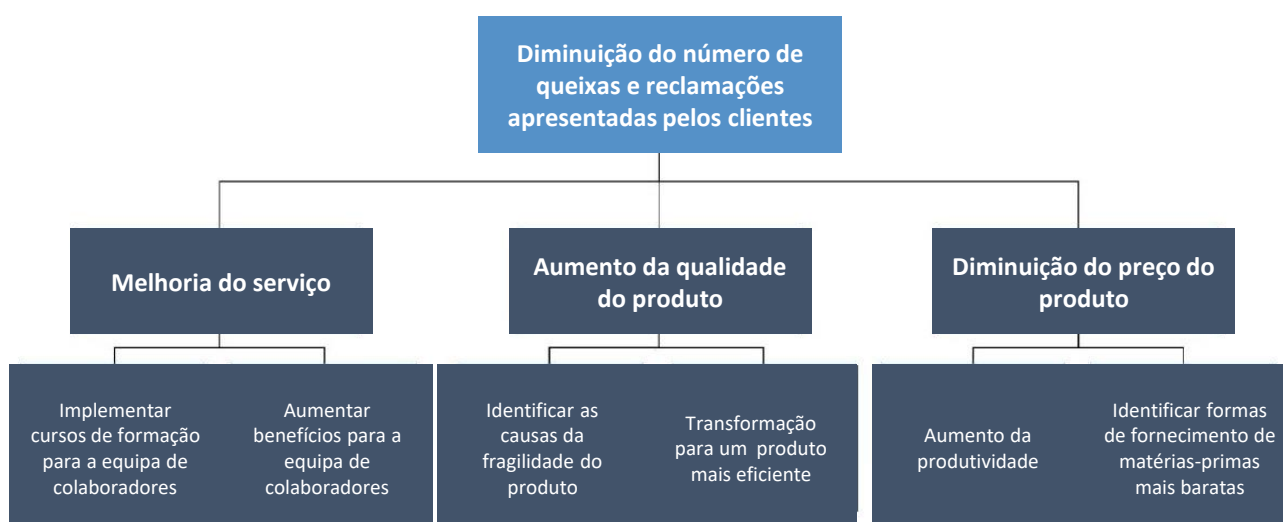 Diminuição do número de
queixas e reclamações
apresentadas pelos clientes
Melhoria do serviço
Aumento da qualidade
do produto
Diminuição do preço do
produto
Implementar
cursos de formação
para a equipa de
colaboradores
Aumentar
benefícios para a
equipa de
colaboradores
Identificar as
causas da
fragilidade do
produto
Transformação
para um produto
mais eficiente
Aumento da
produtividade
Identificar formas
de fornecimento de
matérias-primas
mais baratas